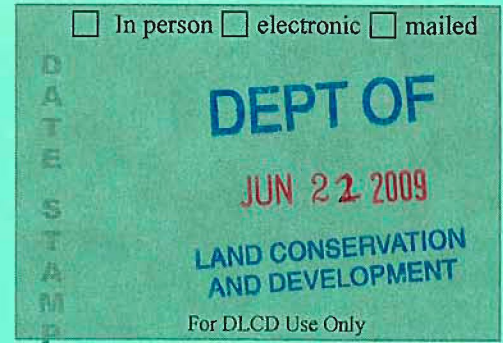 ☐ In person ☐ electronic ☐ mailed
DATE STAMP
DEPT OF
JUN 22 2009
LAND CONSERVATION
AND DEVELOPMENT
For DLCD Use Only